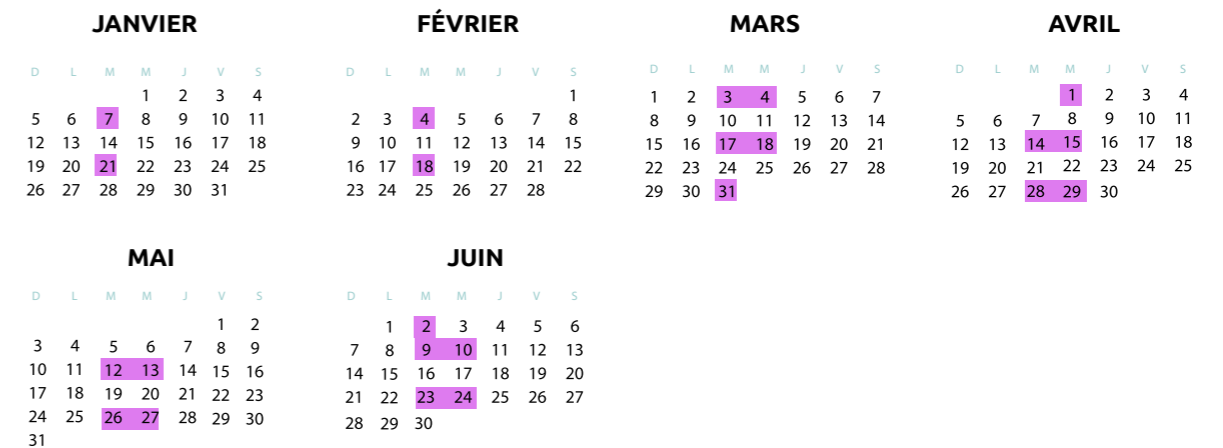 JANVIER
D L M M J V S
1 2 3 4
5 6 7 8 9 10 11
12 13 14 15 16 17 18
19 20 21 22 23 24 25
26 27 28 29 30 31
FÉVRIER
D L M M J V S
1
2 3 4 5 6 7 8
9 10 11 12 13 14 15
16 17 18 19 20 21 22
23 24 25 26 27 28
MARS
D L M M J V S
1 2 3 4 5 6 7
8 9 10 11 12 13 14
15 16 17 18 19 20 21
22 23 24 25 26 27 28
29 30 31
AVRIL
D L M M J V S
1 2 3 4
5 6 7 8 9 10 11
12 13 14 15 16 17 18
19 20 21 22 23 24 25
26 27 28 29 30
MAI
D L M M J V S
1 2
3 4 5 6 7 8 9
10 11 12 13 14 15 16
17 18 19 20 21 22 23
24 25 26 27 28 29 30
31
JUIN
D L M M J V S
1 2 3 4 5 6
7 8 9 10 11 12 13
14 15 16 17 18 19 20
21 22 23 24 25 26 27
28 29 30